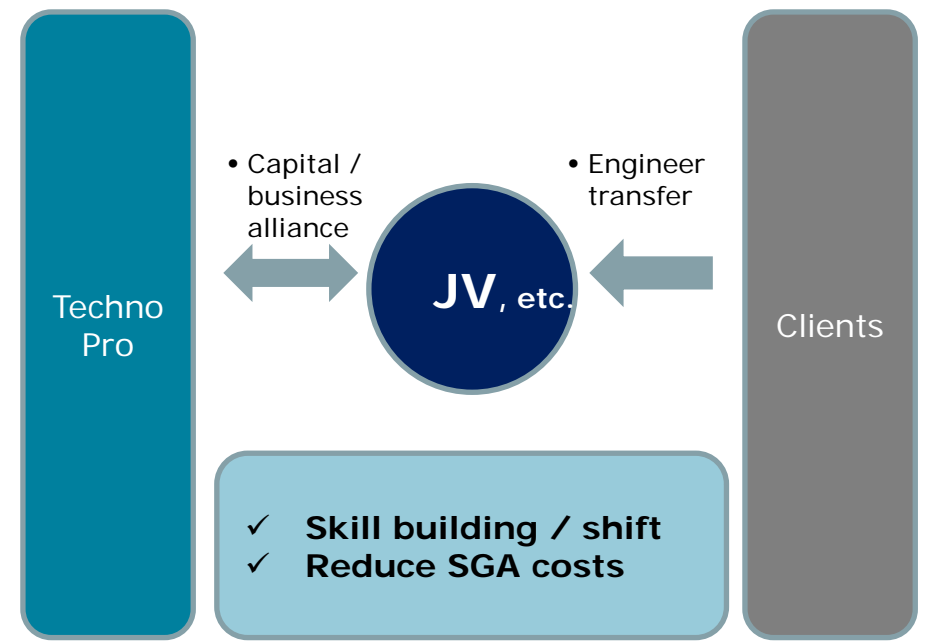 Techno
Pro
• Capital /
business
alliance
JV, etc.
• Engineer
transfer
Clients
✓ Skill building / shift
✓ Reduce SGA costs